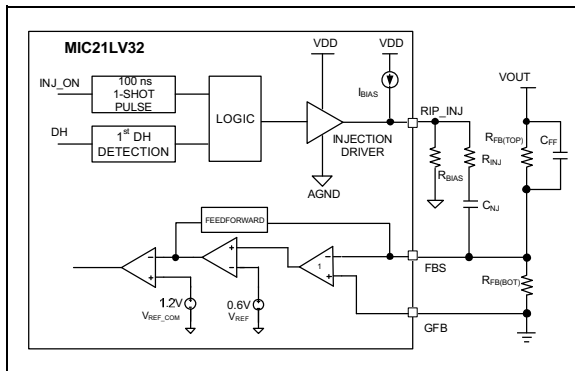 MIC21LV32
VDD
VDD
VOUT
INJ_ON
100 ns
1-SHOT
PULSE
LOGIC
IBIAS
RIP_INJ
DH
1st DH
DETECTION
INJECTION
DRIVER
AGND
RBIAS
RINJ
CNJ
RFB(TOP)
CFF
FEEDFORWARD
1
FBS
GFB
RFB(BOT)
1.2V
VREF_COM
0.6V
VREF
-
+
+
-
-
+